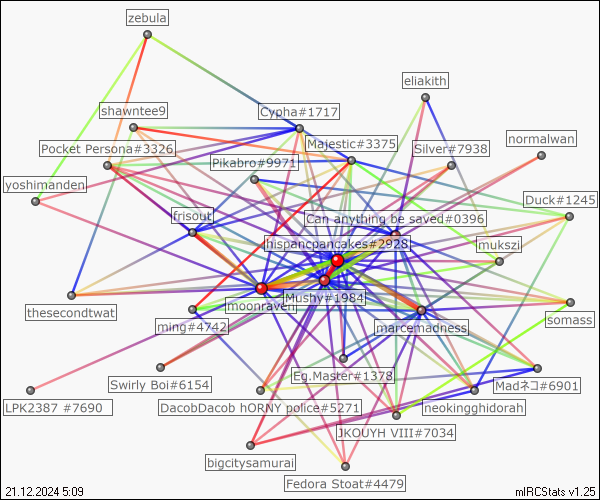 zebula
eliakith
shawntee9
Cypha#1717
normalwan
Pocket Persona#3326
Majestic#3375
Silver#7938
Pikabro#9971
yoshimanden
Duck#1245
frisout
Can anything be saved#0396
hispancpancakes#2928
mukszi
thesecondtwat
Mushy#1984
moonraven
somass
ming#4742
marcemadness
Eg.Master#1378
Swirly Boi#6154
Madネコ#6901
LPK2387 #7690
DacobDacob hORNY police#5271
neokingghidorah
JKOUYH VIII#7034
bigcitysamurai
Fedora Stoat#4479
21.12.2024 5:09
mIRCStats v1.25